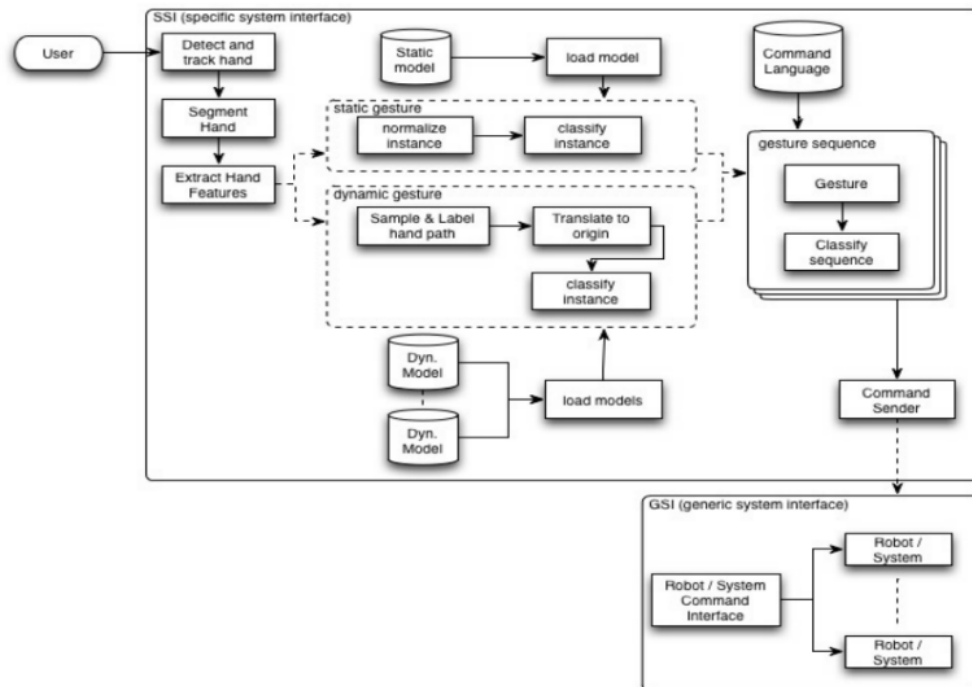 SSI (specific system interface)
User
Detect and
track hand
Segment
Hand
Extract Hand
Features
Static
model
load model
static gesture
normalize
instance
classify
instance
dynamic gesture
Sample & Label
hand path
Translate to
origin
classify
instance
Dyn.
Model
Dyn.
Model
load models
Command
Language
gesture sequence
Gesture
Classify
sequence
Command
Sender
GSI (generic system interface)
Robot / System
Command
Interface
Robot /
System
Robot /
System